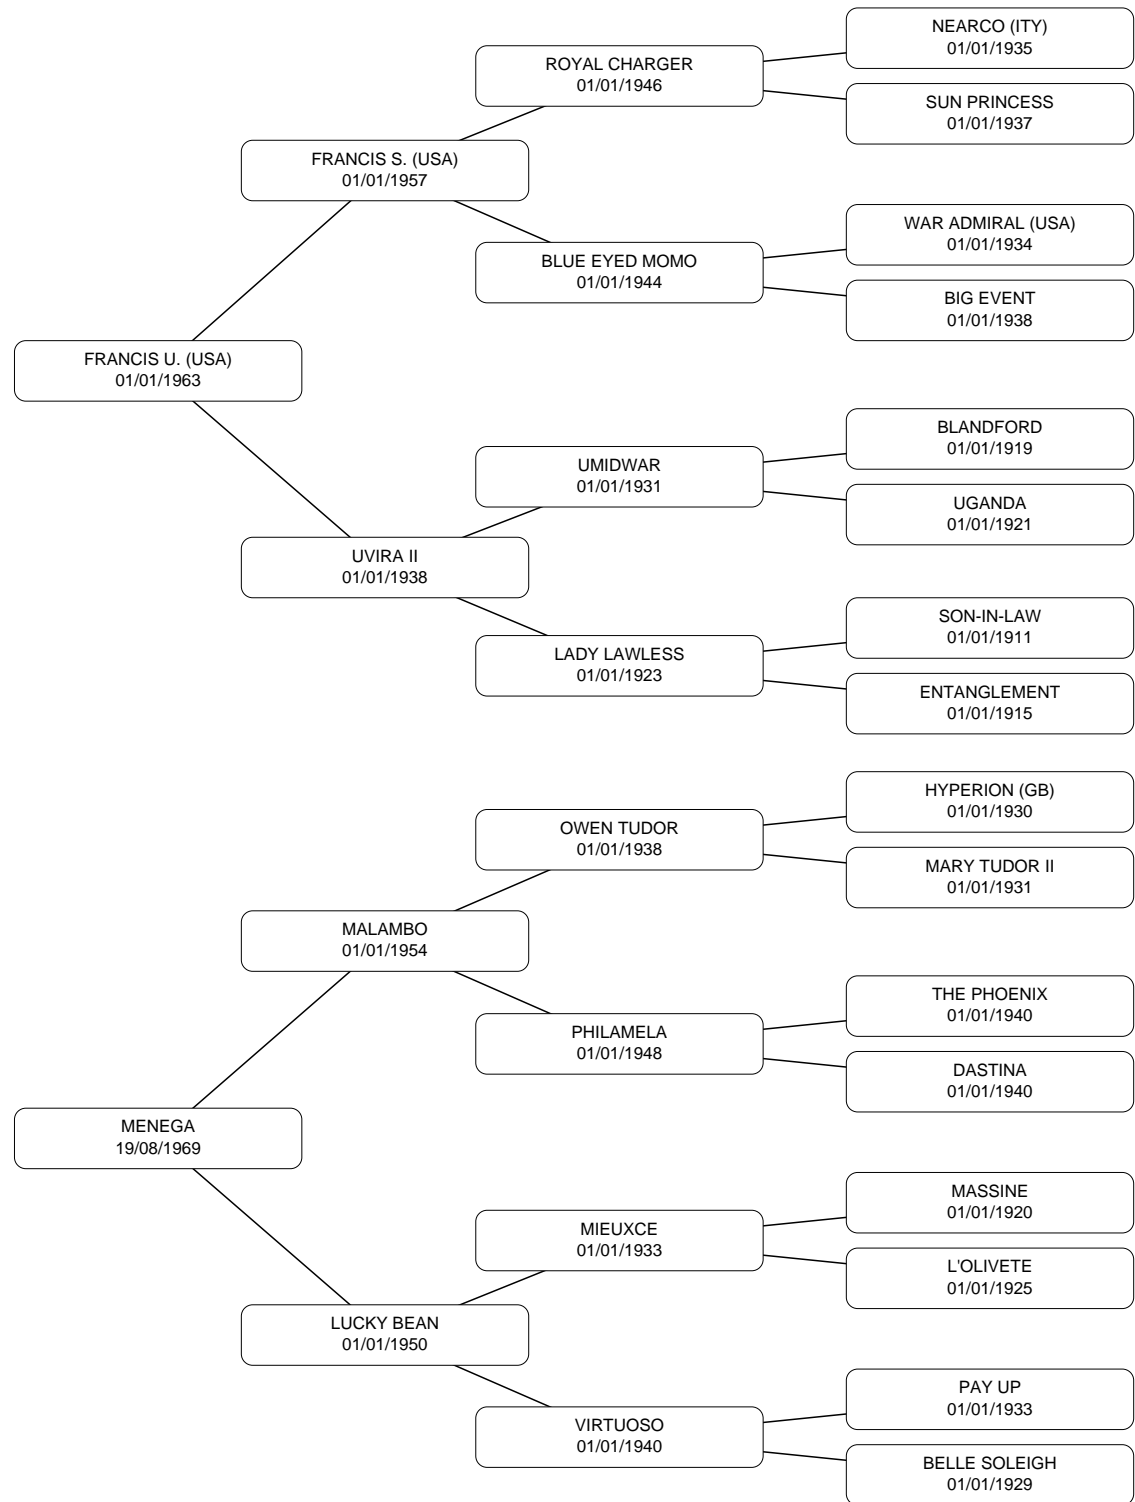 NEARCO (ITY)
01/01/1935
ROYAL CHARGER
01/01/1946
SUN PRINCESS
01/01/1937
FRANCIS S. (USA)
01/01/1957
WAR ADMIRAL (USA)
01/01/1934
BLUE EYED MOMO
01/01/1944
BIG EVENT
01/01/1938
FRANCIS U. (USA)
01/01/1963
BLANDFORD
01/01/1919
UMIDWAR
01/01/1931
UGANDA
01/01/1921
UVIRA II
01/01/1938
SON-IN-LAW
01/01/1911
LADY LAWLESS
01/01/1923
ENTANGLEMENT
01/01/1915
HYPERION (GB)
01/01/1930
OWEN TUDOR
01/01/1938
MARY TUDOR II
01/01/1931
MALAMBO
01/01/1954
THE PHOENIX
01/01/1940
PHILAMELA
01/01/1948
DASTINA
01/01/1940
MENEGA
19/08/1969
MASSINE
01/01/1920
MIEUXCE
01/01/1933
L'OLIVETE
01/01/1925
LUCKY BEAN
01/01/1950
PAY UP
01/01/1933
VIRTUOSO
01/01/1940
BELLE SOLEIGH
01/01/1929